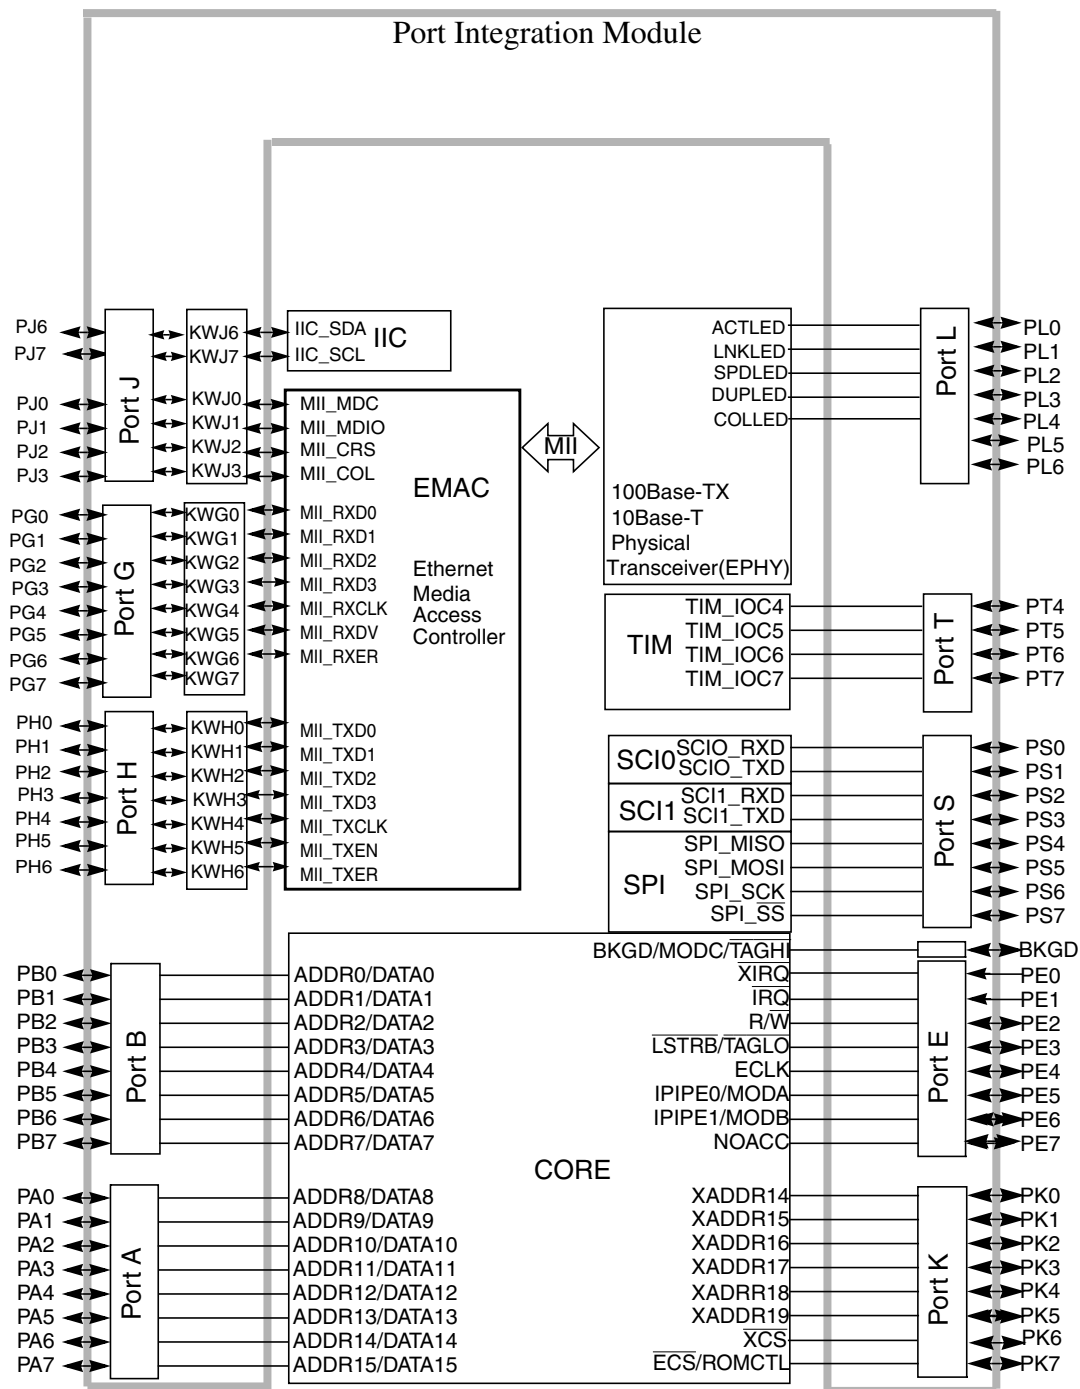 Port Integration Module
PJ6
PJ7
PJ0
PJ1
PJ2
PJ3
Port J
KWJ6
KWJ7
KWJ0
KWJ1
KWJ2
KWJ3
IIC_SDA
IIC_SCL
IIC
PG0
PG1
PG2
PG3
PG4
PG5
PG6
PG7
Port G
KWG0
KWG1
KWG2
KWG3
KWG4
KWG5
KWG6
KWG7
PH0
PH1
PH2
PH3
PH4
PH5
PH6
Port H
KWH0
KWH1
KWH2
KWH3
KWH4
KWH5
KWH6
MII_MDC
MII_MDIO
MII_CRS
MII_COL
MII_RXD0
MII_RXD1
MII_RXD2
MII_RXD3
MII_RXCLK
MII_RXDV
MII_RXER
MII_TXD0
MII_TXD1
MII_TXD2
MII_TXD3
MII_TXCLK
MII_TXEN
MII_TXER
EMAC
Ethernet
Media
Access
Controller
MII
ACTLED
LNKLED
SPDLED
DUPLED
COLLED
100Base-TX
10Base-T
Physical
Transceiver(EPHY)
Port L
PL0
PL1
PL2
PL3
PL4
PL5
PL6
TIM
TIM_IOC4
TIM_IOC5
TIM_IOC6
TIM_IOC7
Port T
PT4
PT5
PT6
PT7
SCI0
SCIO_RXD
SCIO_TXD
SCI1
SCI1_RXD
SCI1_TXD
SPI
SPI_MISO
SPI_MOSI
SPI_SCK
SPI_SS
Port S
PS0
PS1
PS2
PS3
PS4
PS5
PS6
PS7
PB0
PB1
PB2
PB3
PB4
PB5
PB6
PB7
Port B
ADDR0/DATA0
ADDR1/DATA1
ADDR2/DATA2
ADDR3/DATA3
ADDR4/DATA4
ADDR5/DATA5
ADDR6/DATA6
ADDR7/DATA7
PA0
PA1
PA2
PA3
PA4
PA5
PA6
PA7
Port A
ADDR8/DATA8
ADDR9/DATA9
ADDR10/DATA10
ADDR11/DATA11
ADDR12/DATA12
ADDR13/DATA13
ADDR14/DATA14
ADDR15/DATA15
CORE
BKGD/MODC/TAGHI
XIRQ
IRQ
R/W
LSTRB/TAGLO
ECLK
IPIPE0/MODA
IPIPE1/MODB
NOACC
BKGD
Port E
PE0
PE1
PE2
PE3
PE4
PE5
PE6
PE7
XADDR14
XADDR15
XADDR16
XADDR17
XADRR18
XADDR19
XCS
ECS/ROMCTL
Port K
PK0
PK1
PK2
PK3
PK4
PK5
PK6
PK7